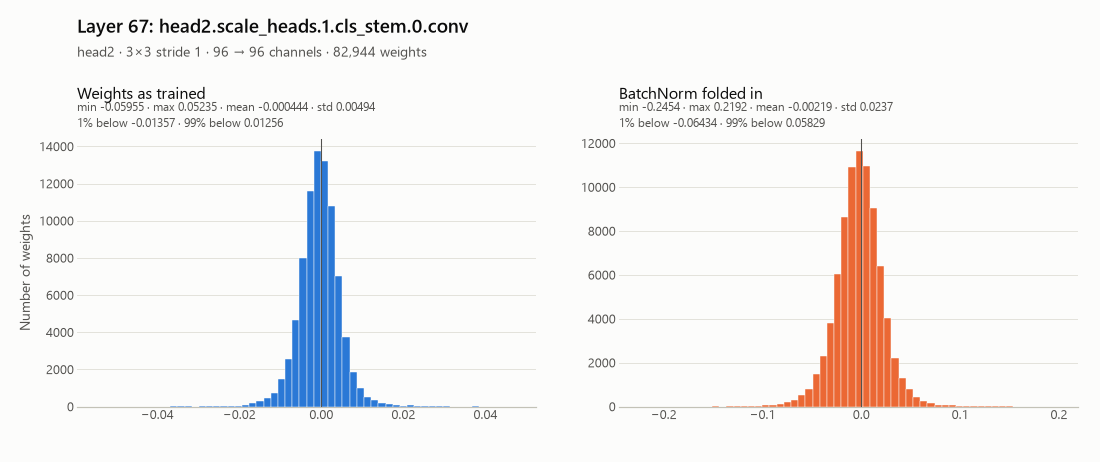 Layer 67: head2.scale_heads.1.cls_stem.0.conv
head2 · 3×3 stride 1 · 96 → 96 channels · 82,944 weights
Weights as trained
min -0.05955 · max 0.05235 · mean -0.000444 · std 0.00494
1% below -0.01357 · 99% below 0.01256
Number of weights
14000
12000
10000
8000
6000
4000
2000
0
−0.04
−0.02
0.00
0.02
0.04
BatchNorm folded in
min -0.2454 · max 0.2192 · mean -0.00219 · std 0.0237
1% below -0.06434 · 99% below 0.05829
12000
10000
8000
6000
4000
2000
0
−0.2
−0.1
0.0
0.1
0.2